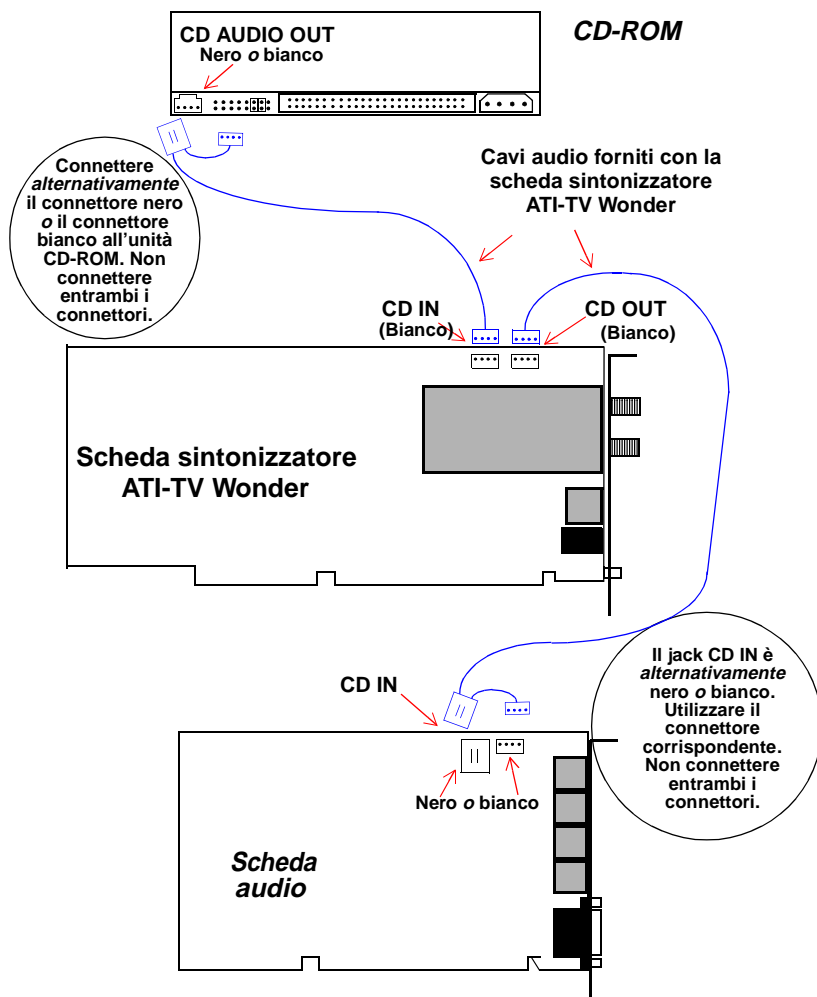 CD AUDIO OUT
Nero o bianco
CD-ROM
Connettere
alternativamente
il connettore nero
o il connettore
bianco all'unità
CD-ROM. Non
connettere
entrambi i
connettori.
Cavi audio forniti con la
scheda sintonizzatore
ATI-TV Wonder
CD IN
(Bianco)
CD OUT
(Bianco)
Scheda sintonizzatore
ATI-TV Wonder
CD IN
Il jack CD IN è
alternativamente
nero o bianco.
Utilizzare il
connettore
corrispondente.
Non connettere
entrambi i
connettori.
Nero o bianco
Scheda
audio